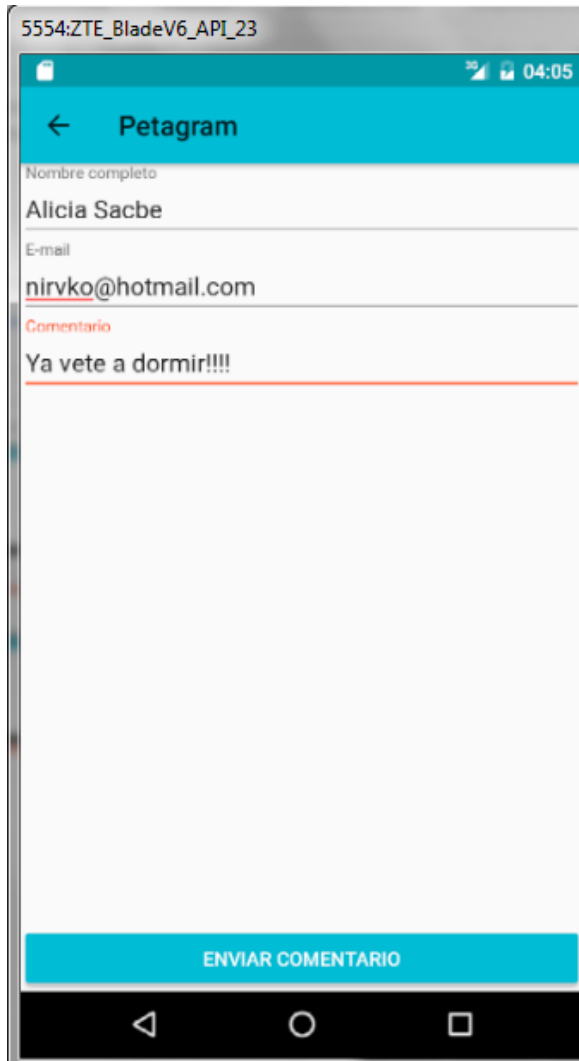 5554:ZTE_BladeV6_API_23
3G 04:05
Petagram
Nombre completo
Alicia Sacbe
E-mail
nirvko@hotmail.com
Comentario
Ya vete a dormir!!!!
ENVIAR COMENTARIO